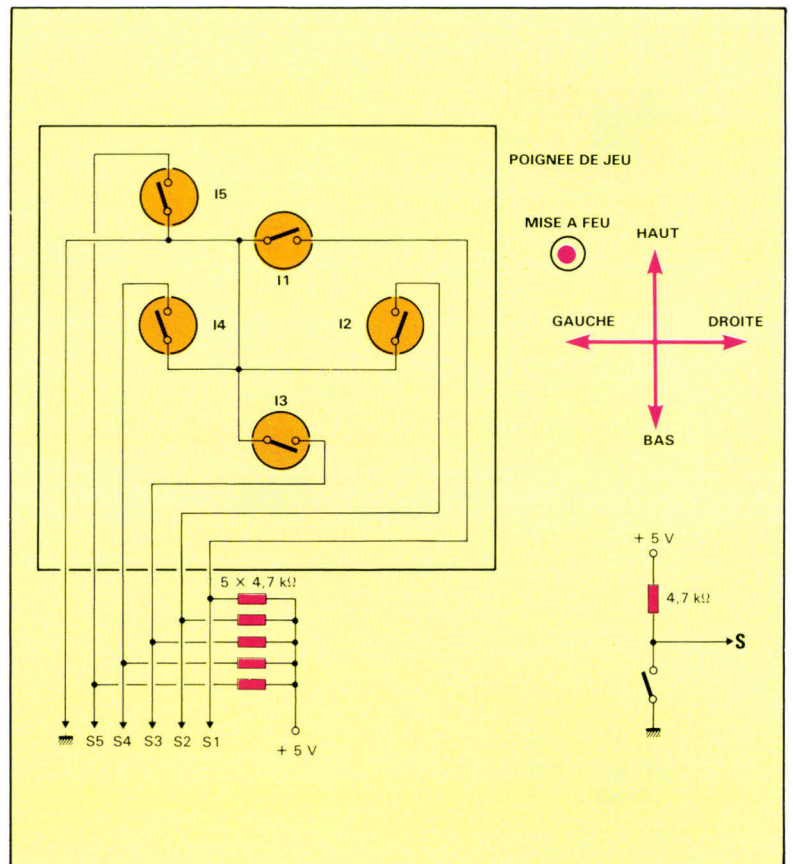 POIGNEE DE JEU
I5
MISE A FEU
HAUT
I1
I4
I2
GAUCHE
DROITE
I3
BAS
+ 5 V
5 × 4,7 kΩ
4,7 kΩ
S
S5 S4 S3 S2 S1
+ 5 V